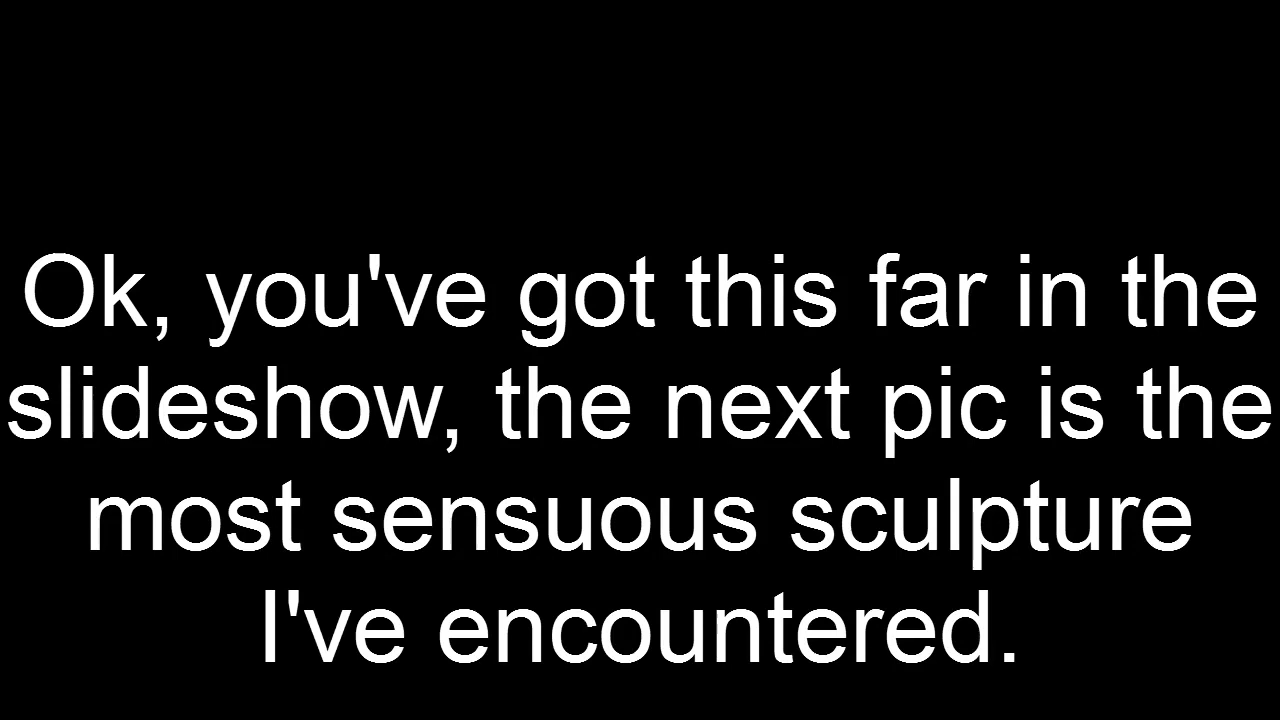 Ok, you've got this far in the
slideshow, the next pic is the
most sensuous sculpture
I've encountered.